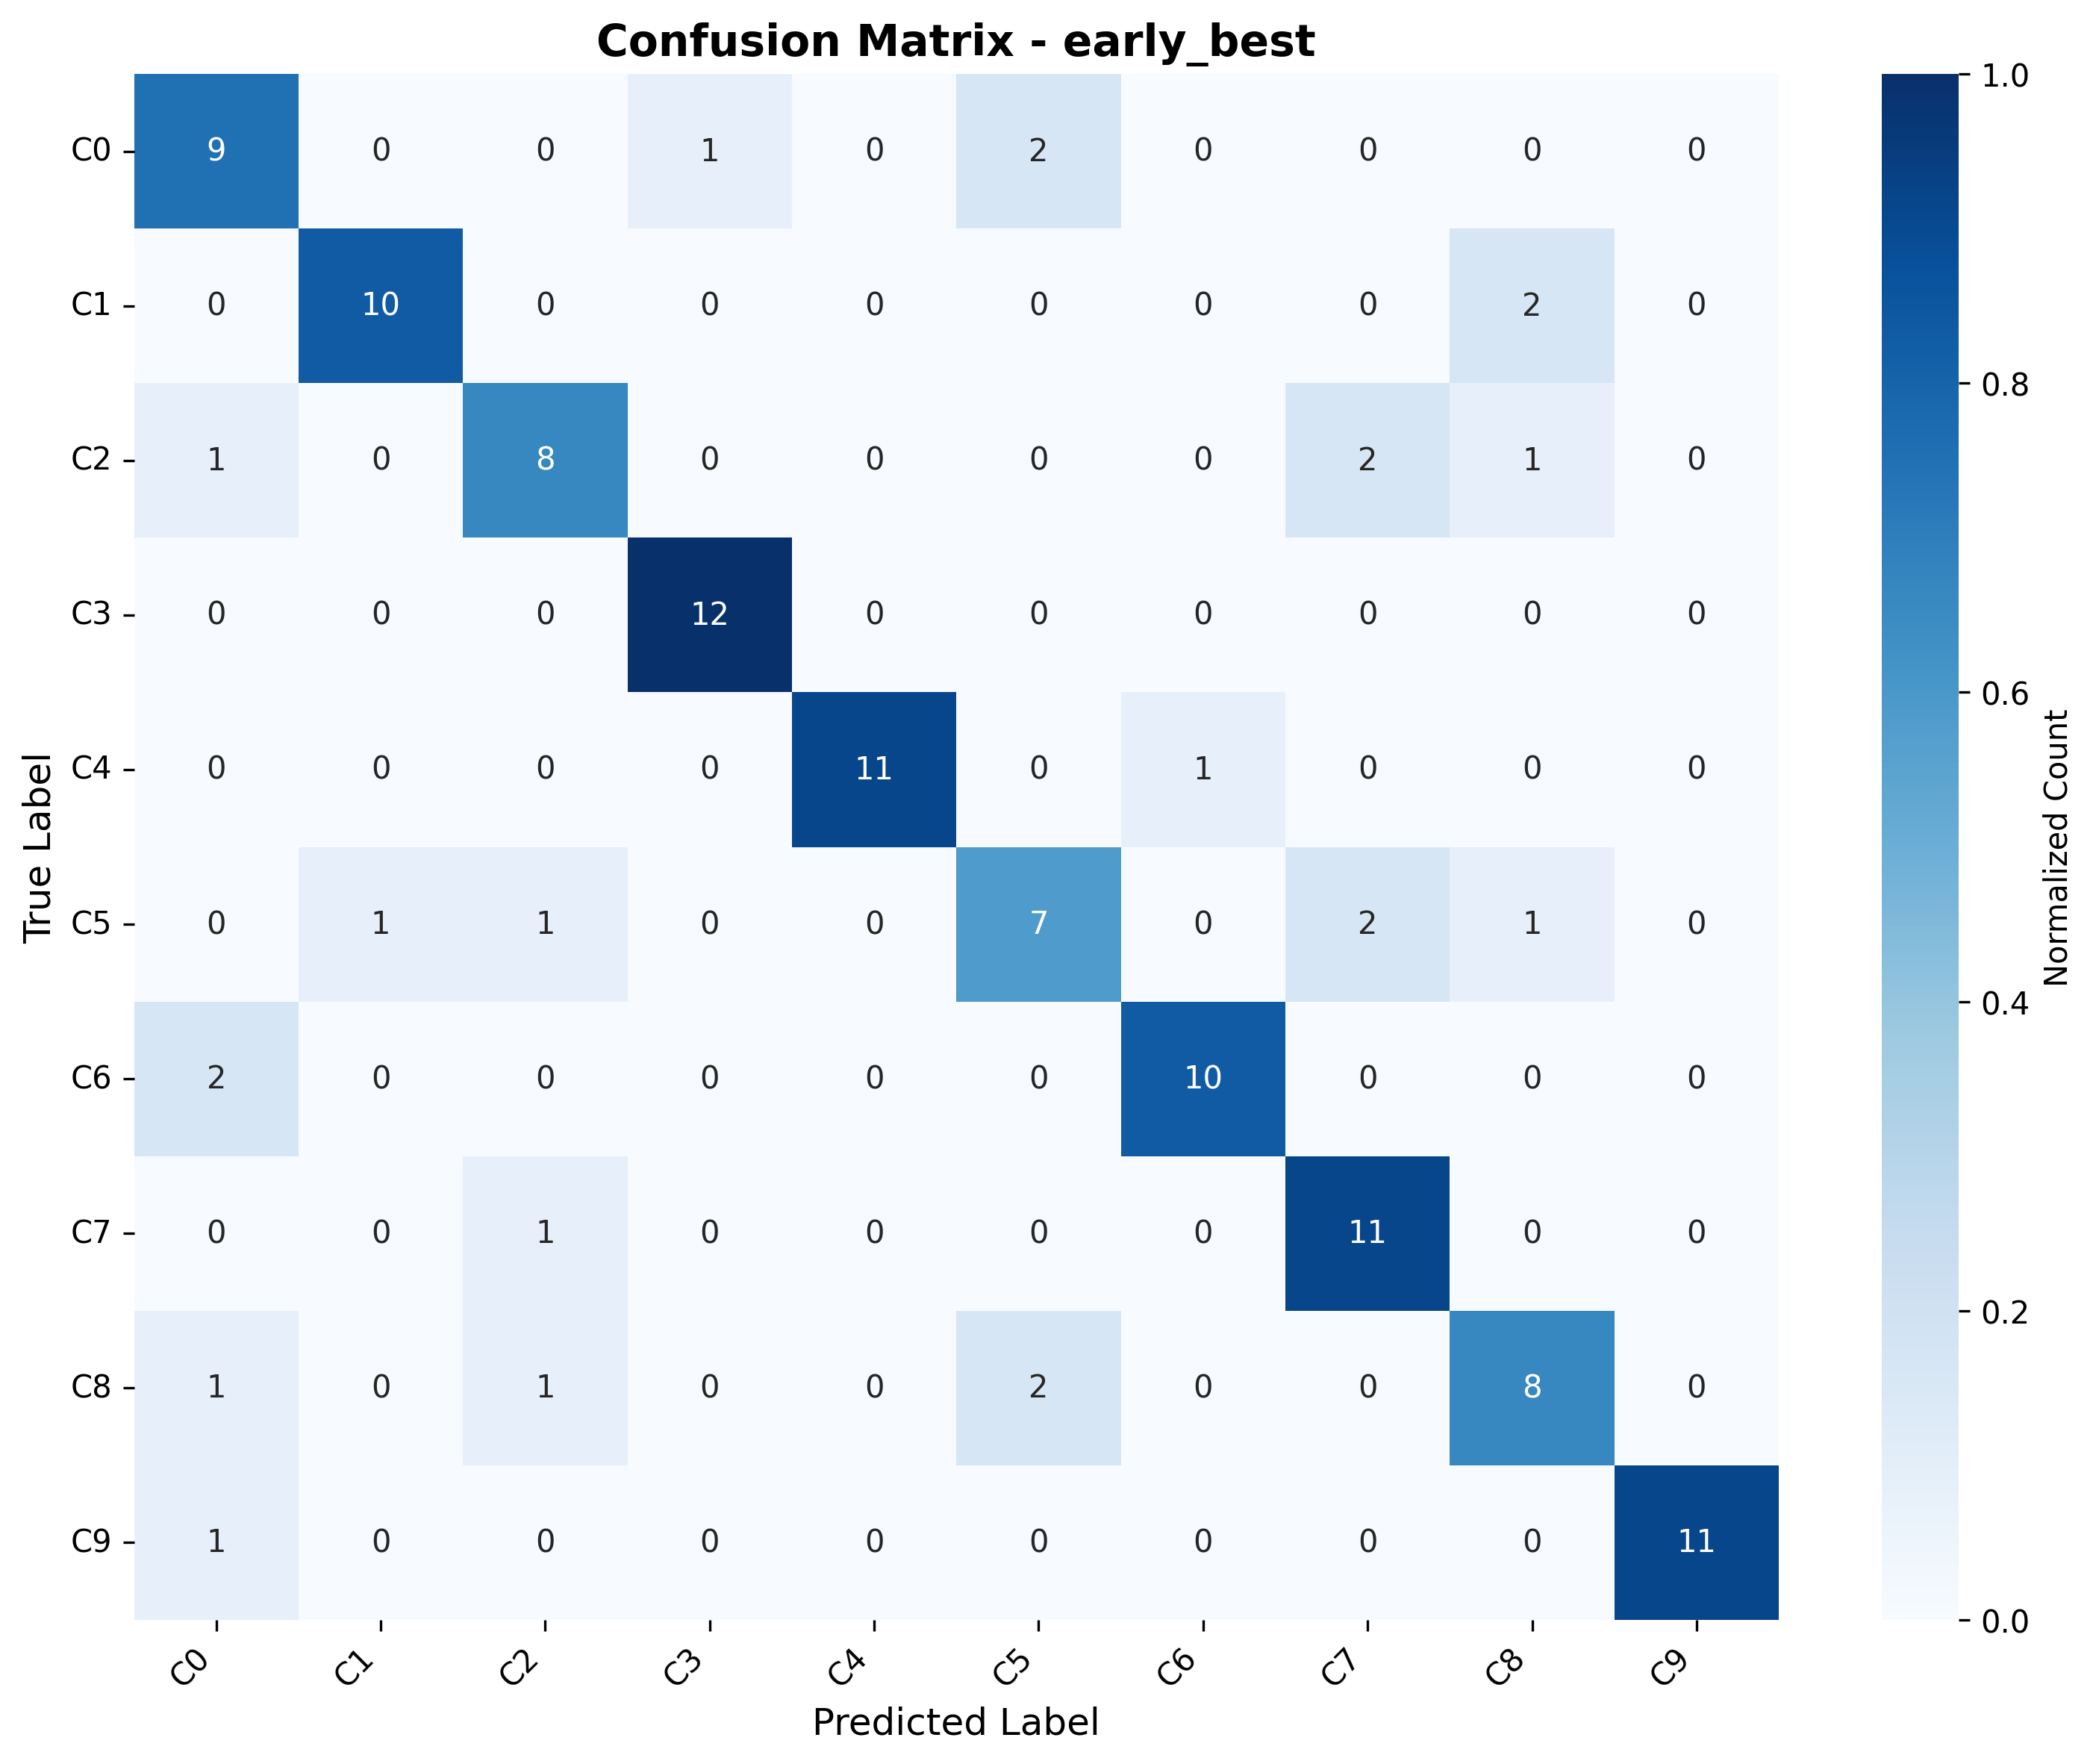 Confusion Matrix - early_best
True Label
C0 9 0 0 1 0 2 0 0 0 0
C1 0 10 0 0 0 0 0 0 2 0
C2 1 0 8 0 0 0 0 2 1 0
C3 0 0 0 12 0 0 0 0 0 0
C4 0 0 0 0 11 0 1 0 0 0
C5 0 1 1 0 0 7 0 2 1 0
C6 2 0 0 0 0 0 10 0 0 0
C7 0 0 1 0 0 0 0 11 0 0
C8 1 0 1 0 0 2 0 0 8 0
C9 1 0 0 0 0 0 0 0 0 11
C0 C1 C2 C3 C4 C5 C6 C7 C8 C9
Predicted Label
1.0
0.8
0.6
0.4
0.2
0.0
Normalized Count